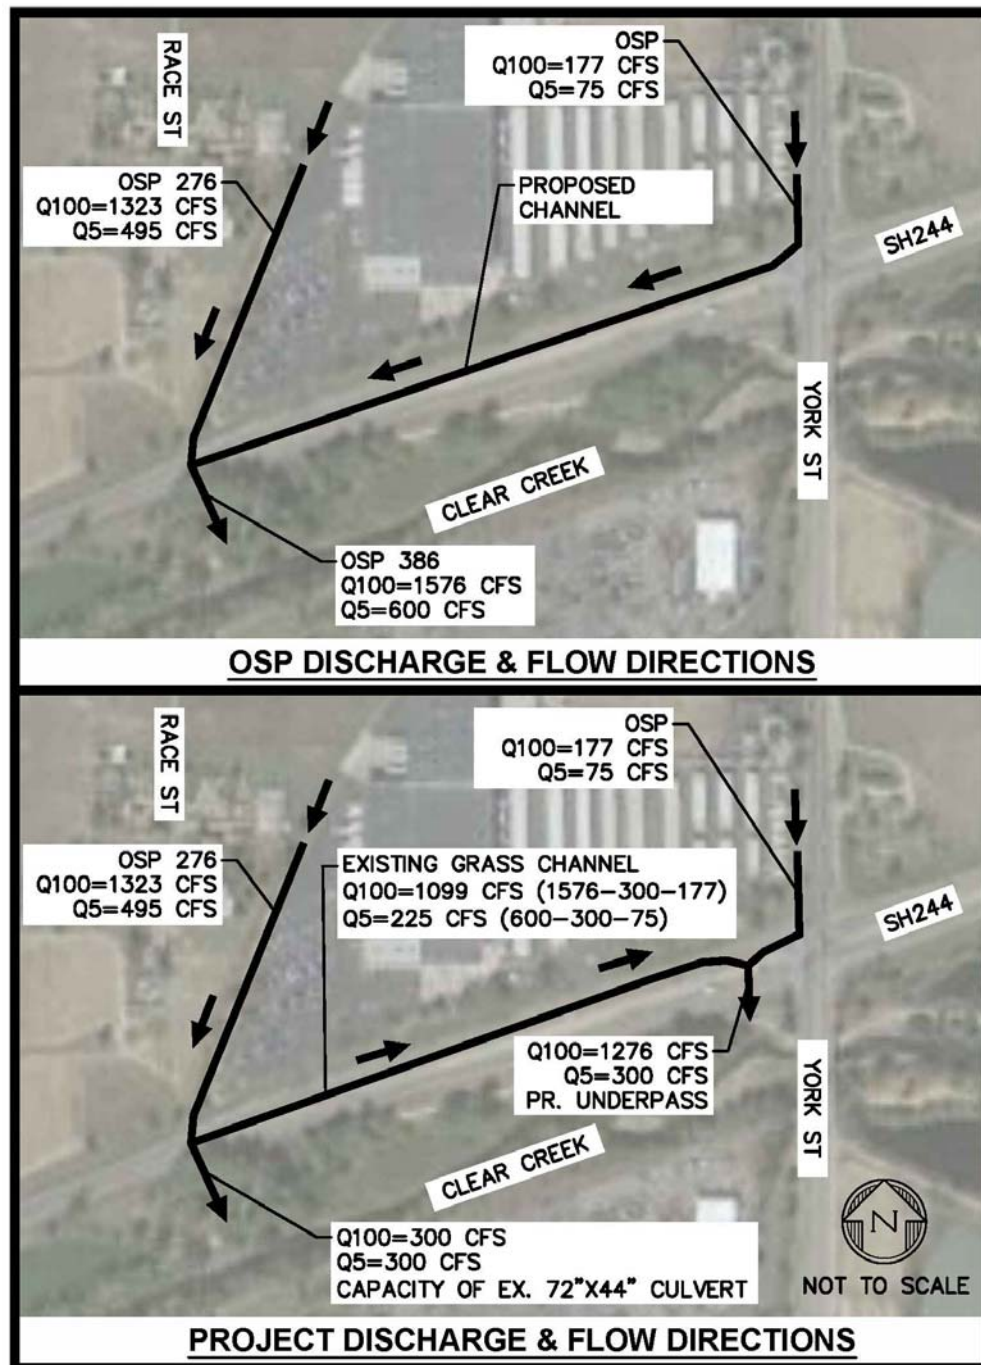 RACE ST
OSP
Q100=177 CFS
Q5=75 CFS
OSP 276
Q100=1323 CFS
Q5=495 CFS
PROPOSED
CHANNEL
SH244
YORK ST
CLEAR CREEK
OSP 386
Q100=1576 CFS
Q5=600 CFS
OSP DISCHARGE & FLOW DIRECTIONS
RACE ST
OSP
Q100=177 CFS
Q5=75 CFS
OSP 276
Q100=1323 CFS
Q5=495 CFS
EXISTING GRASS CHANNEL
Q100=1099 CFS (1576-300-177)
Q5=225 CFS (600-300-75)
SH244
Q100=1276 CFS
Q5=300 CFS
PR. UNDERPASS
YORK ST
CLEAR CREEK
Q100=300 CFS
Q5=300 CFS
CAPACITY OF EX. 72"X44" CULVERT
N
NOT TO SCALE
PROJECT DISCHARGE & FLOW DIRECTIONS